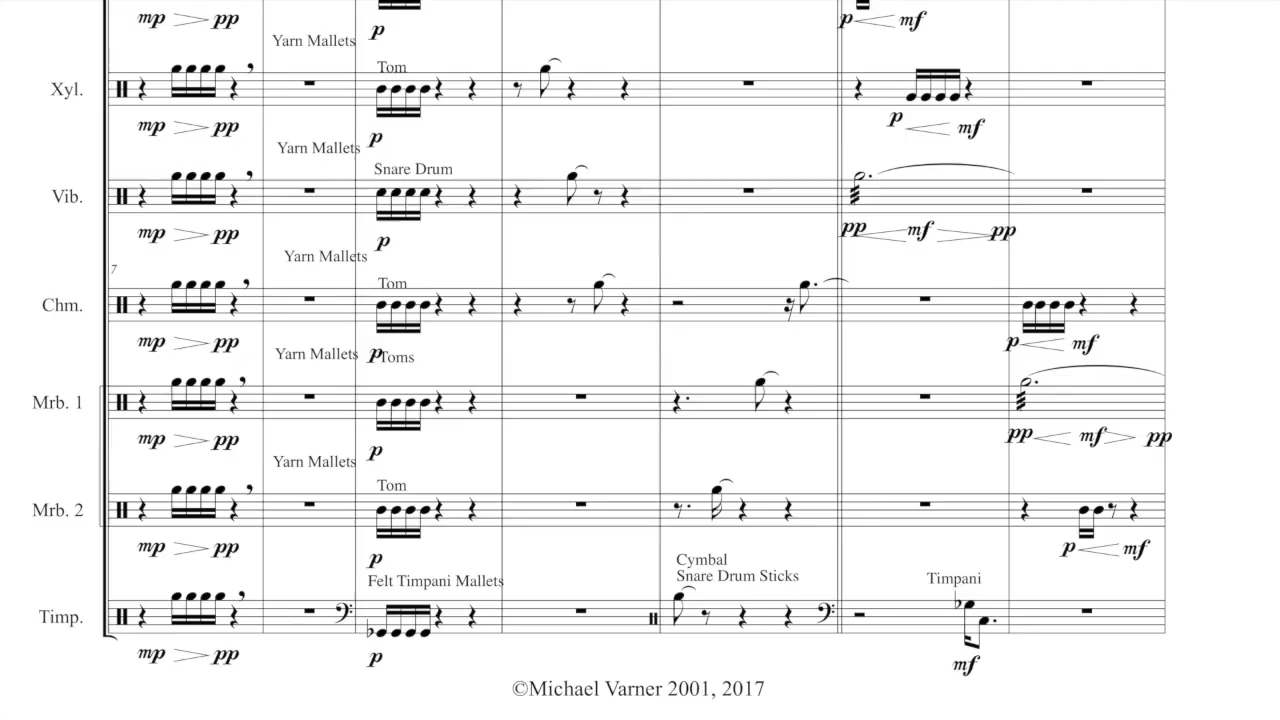 mp pp p p mf
Yarn Mallets
Tom
Xyl.
mp pp p p mf
Yarn Mallets
Snare Drum
Vib.
mp pp p pp mf pp
Yarn Mallets
7
Tom
Chm.
mp pp p p mf
Yarn Mallets Toms
Mrb. 1
mp pp p pp mf pp
Yarn Mallets
Tom
Mrb. 2
mp pp p p mf
Cymbal
Felt Timpani Mallets Snare Drum Sticks Timpani
Timp.
mp pp p mf
©Michael Varner 2001, 2017